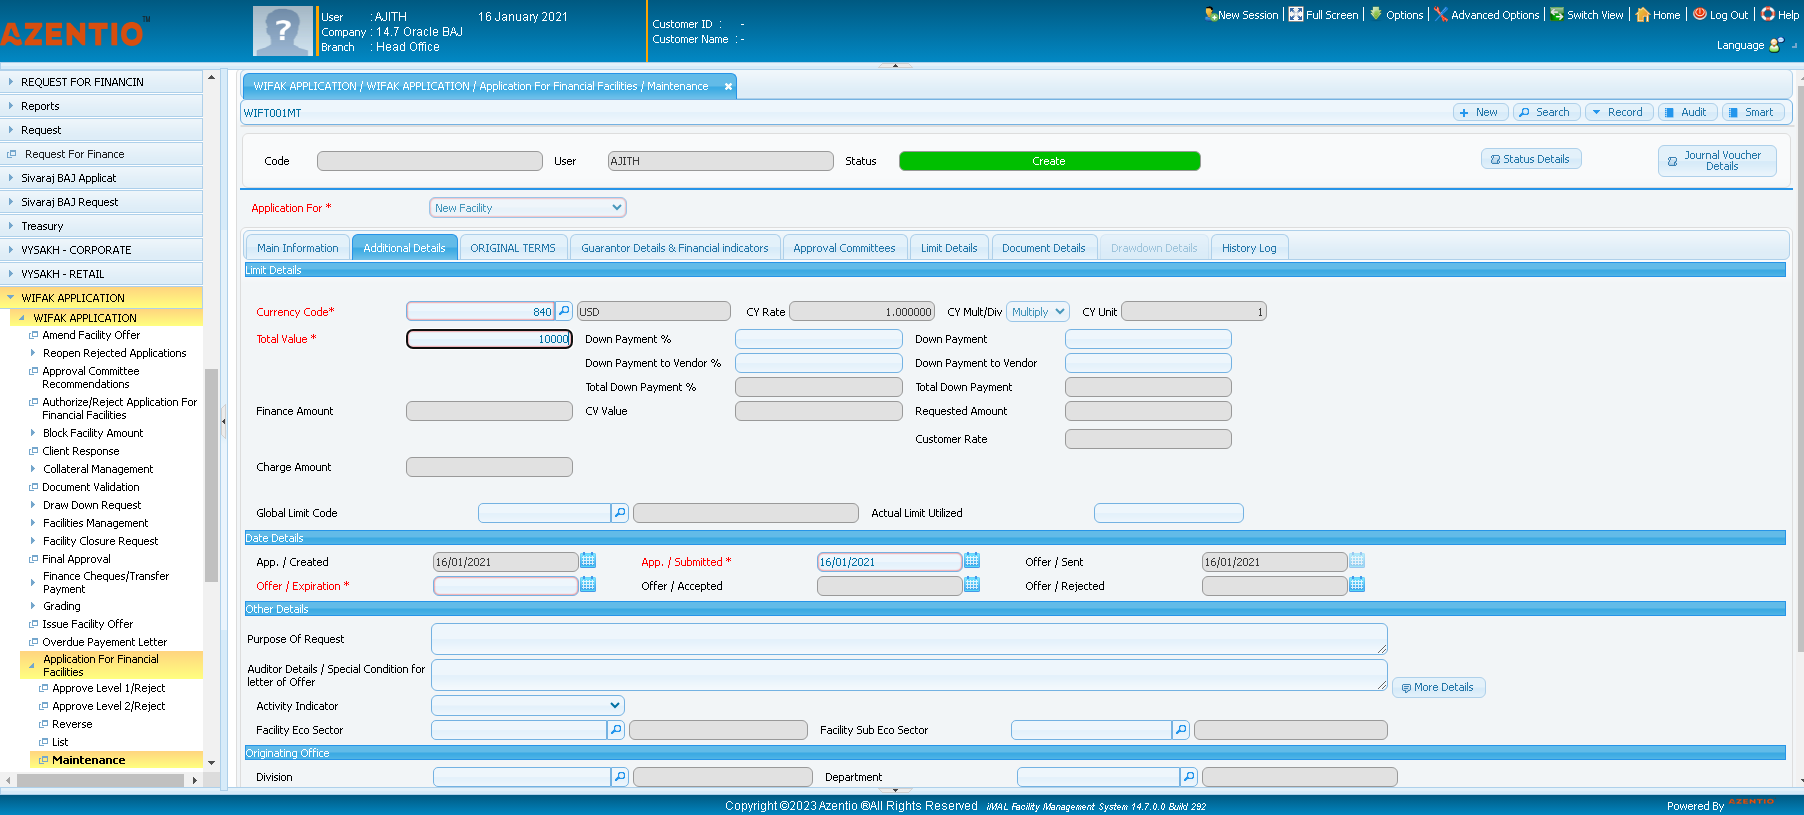 AZENTIO™
User : AJITH 16 January 2021
Company : 14.7 Oracle BAJ
Branch : Head Office
Customer ID : -
Customer Name : -
New Session | Full Screen | Options | Advanced Options | Switch View | Home | Log Out | Help
Language
REQUEST FOR FINANCIN
Reports
Request
Request For Finance
Sivaraj BAJ Applicat
Sivaraj BAJ Request
Treasury
VYSAKH - CORPORATE
VYSAKH - RETAIL
WIFAK APPLICATION
WIFAK APPLICATION
Amend Facility Offer
Reopen Rejected Applications
Approval Committee
Recommendations
Authorize/Reject Application For
Financial Facilities
Block Facility Amount
Client Response
Collateral Management
Document Validation
Draw Down Request
Facilities Management
Facility Closure Request
Final Approval
Finance Cheques/Transfer
Payment
Grading
Issue Facility Offer
Overdue Payement Letter
Application For Financial
Facilities
Approve Level 1/Reject
Approve Level 2/Reject
Reverse
List
Maintenance
WIFAK APPLICATION / WIFAK APPLICATION / Application For Financial Facilities / Maintenance
WIFT001MT
New Search Record Audit Smart
Code User AJITH Status Create
Status Details
Journal Voucher
Details
Application For * New Facility
Main Information Additional Details ORIGINAL TERMS Guarantor Details & Financial indicators Approval Committees Limit Details Document Details Drawdown Details History Log
Limit Details
Currency Code* 840 USD CY Rate 1.000000 CY Mult/Div Multiply CY Unit 1
Total Value * 10000 Down Payment % Down Payment
Down Payment to Vendor % Down Payment to Vendor
Total Down Payment % Total Down Payment
Finance Amount CV Value Requested Amount
Customer Rate
Charge Amount
Global Limit Code Actual Limit Utilized
Date Details
App. / Created 16/01/2021 App. / Submitted * 16/01/2021 Offer / Sent 16/01/2021
Offer / Expiration * Offer / Accepted Offer / Rejected
Other Details
Purpose Of Request
Auditor Details / Special Condition for
letter of Offer
More Details
Activity Indicator
Facility Eco Sector Facility Sub Eco Sector
Originating Office
Division Department
Copyright ©2023 Azentio ®All Rights Reserved iMAL Facility Management System 14.7.0.0 Build 292
Powered By AZENTIO